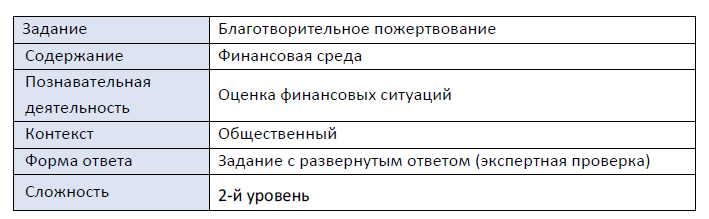 Задание Благотворительное пожертвование
Содержание Финансовая среда
Познавательная
деятельность Оценка финансовых ситуаций
Контекст Общественный
Форма ответа Задание с развернутым ответом (экспертная проверка)
Сложность 2-й уровень